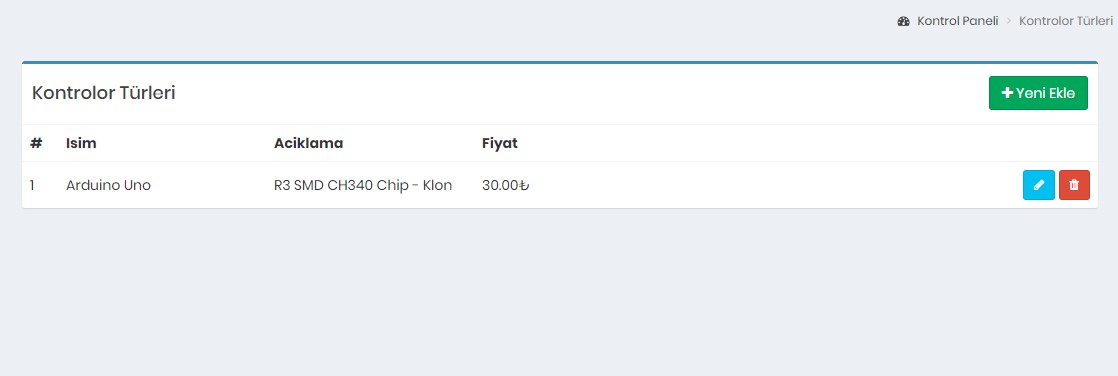 Kontrol Paneli > Kontrolor Türleri
Kontrolor Türleri
Yeni Ekle
# Isim Aciklama Fiyat
1 Arduino Uno R3 SMD CH340 Chip - Klon 30.00₺